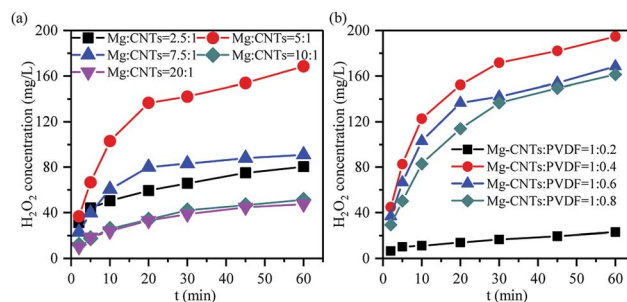 (a)
Mg:CNTs=2.5:1 Mg:CNTs=5:1
Mg:CNTs=7.5:1 Mg:CNTs=10:1
Mg:CNTs=20:1
H₂O₂ concentration (mg/L)
200
160
120
80
40
0
0 10 20 30 40 50 60
t (min)
(b)
Mg-CNTs:PVDF=1:0.2
Mg-CNTs:PVDF=1:0.4
Mg-CNTs:PVDF=1:0.6
Mg-CNTs:PVDF=1:0.8
H₂O₂ concentration (mg/L)
200
160
120
80
40
0
0 10 20 30 40 50 60
t (min)